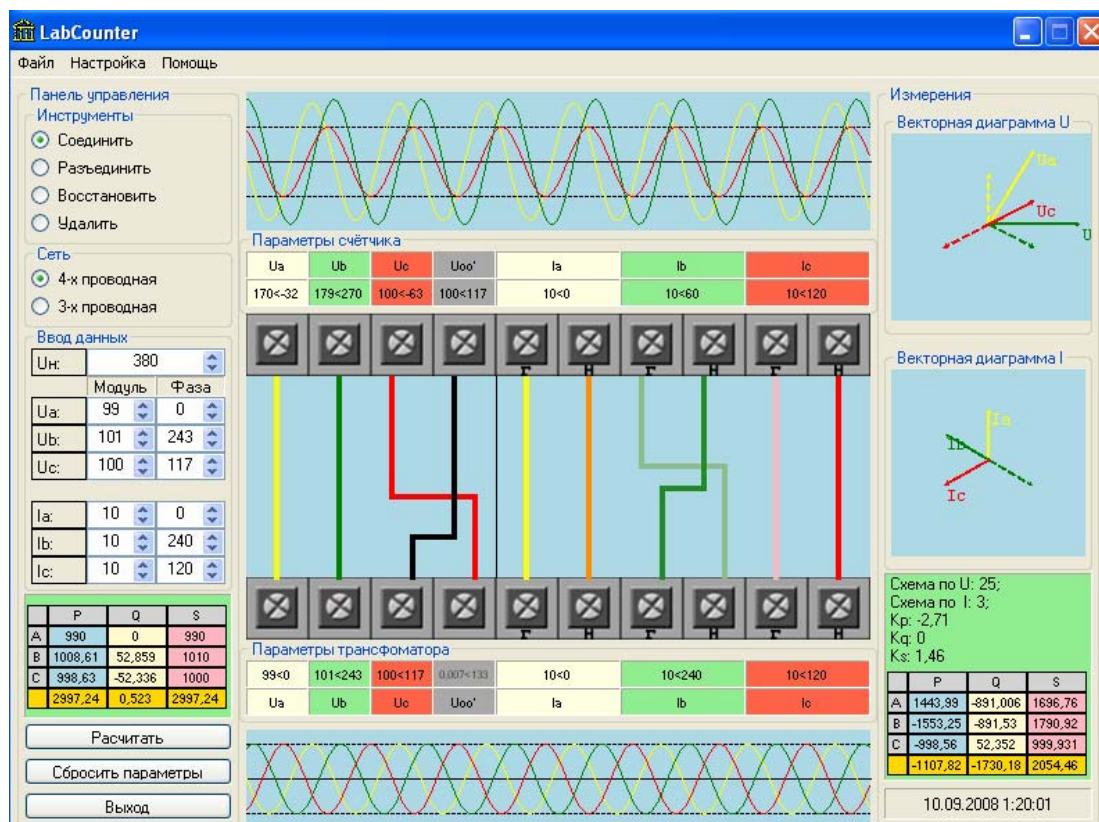 LabCounter
Файл Настройка Помощь
Панель управления
Инструменты
Соединить
Разъединить
Восстановить
Удалить
Сеть
4-х проводная
3-х проводная
Ввод данных
Uн: 380
Модуль Фаза
Ua: 99 0
Ub: 101 243
Uc: 100 117
Ia: 10 0
Ib: 10 240
Ic: 10 120
P Q S
A 990 0 990
B 1008,61 52,859 1010
C 998,63 -52,336 1000
2997,24 0,523 2997,24
Расчитать
Сбросить параметры
Выход
Параметры счётчика
Ua Ub Uc Uoo' Ia Ib Ic
170<-32 179<270 100<-63 100<117 10<0 10<60 10<120
Г Н Г Н Г Н
Г Н Г Н Г Н
Параметры трансфоматора
99<0 101<243 100<117 0,007<133 10<0 10<240 10<120
Ua Ub Uc Uoo' Ia Ib Ic
Измерения
Векторная диаграмма U
Ua
Uc
U
Векторная диаграмма I
Ia
Ib
Ic
Схема по U: 25;
Схема по I: 3;
Kp: -2,71
Kq: 0
Ks: 1,46
P Q S
A 1443,99 -891,006 1696,76
B -1553,25 -891,53 1790,92
C -998,56 52,352 999,931
-1107,82 -1730,18 2054,46
10.09.2008 1:20:01